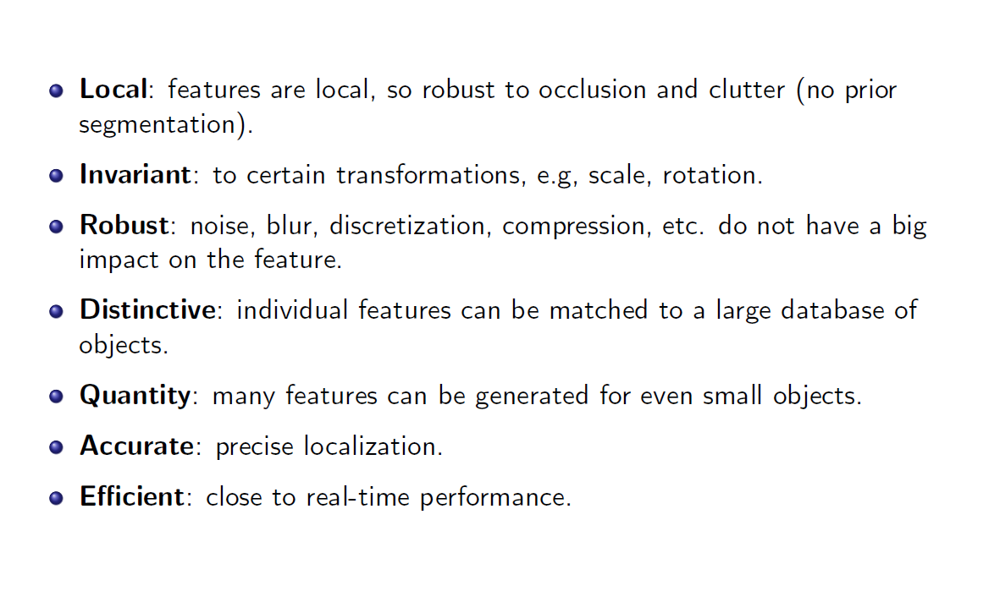 Local: features are local, so robust to occlusion and clutter (no prior
segmentation).
Invariant: to certain transformations, e.g, scale, rotation.
Robust: noise, blur, discretization, compression, etc. do not have a big
impact on the feature.
Distinctive: individual features can be matched to a large database of
objects.
Quantity: many features can be generated for even small objects.
Accurate: precise localization.
Efficient: close to real-time performance.